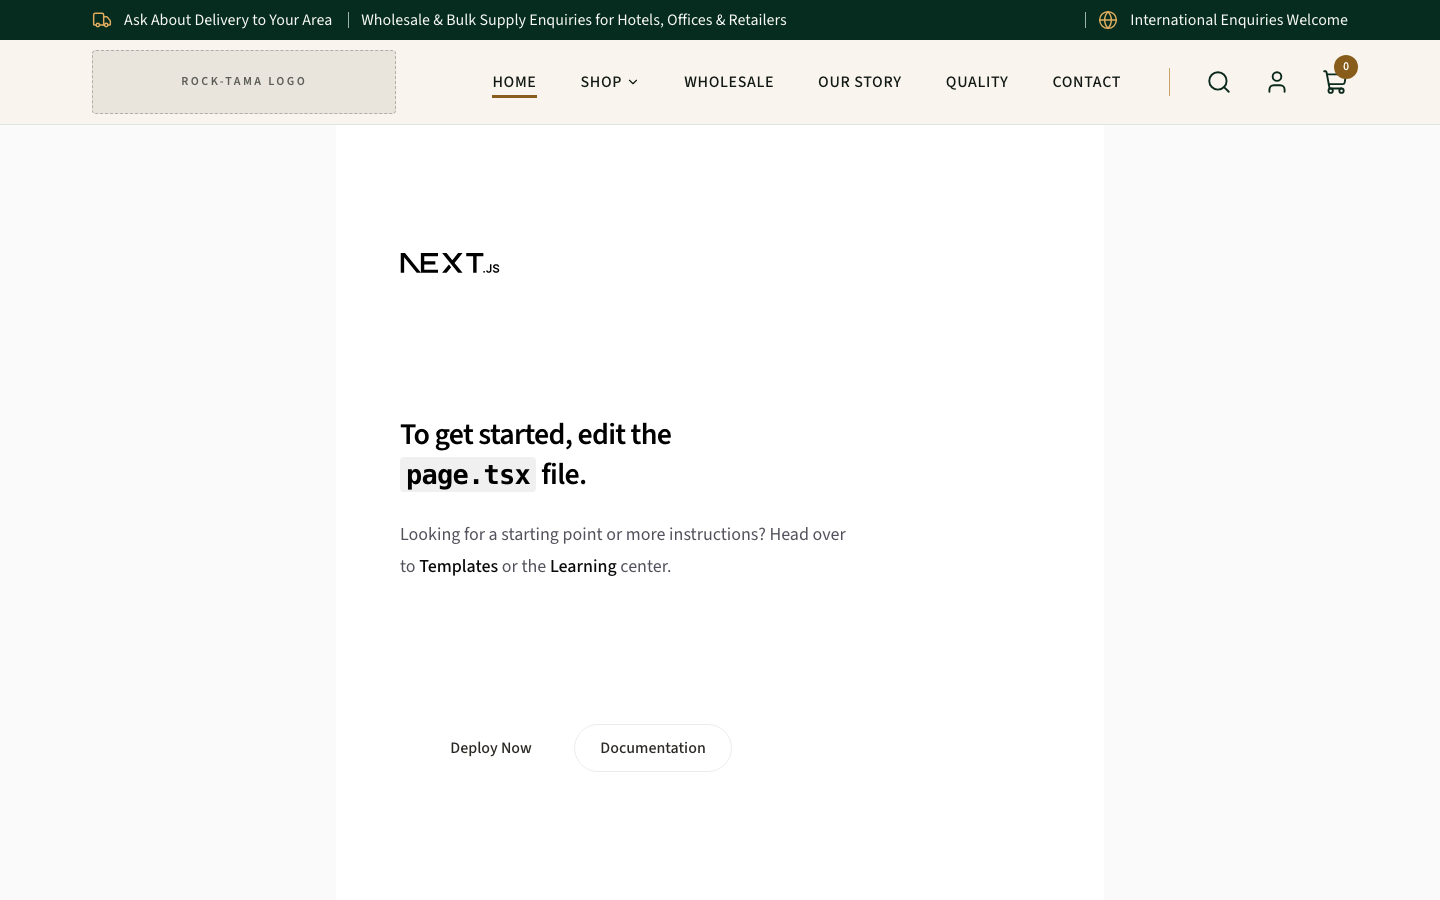 Ask About Delivery to Your Area
Wholesale & Bulk Supply Enquiries for Hotels, Offices & Retailers
International Enquiries Welcome
ROCK-TAMA LOGO
HOME
SHOP
WHOLESALE
OUR STORY
QUALITY
CONTACT
0
NEXT.JS
To get started, edit the
page.tsx file.
Looking for a starting point or more instructions? Head over
to Templates or the Learning center.
Deploy Now
Documentation